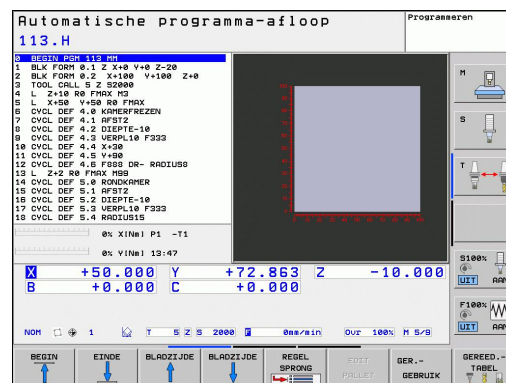 Automatische programma-afloop
Programmeren
113.H
0 BEGIN PGM 113 MM
1 BLK FORM 0.1 Z X+0 Y+0 Z-20
2 BLK FORM 0.2 X+100 Y+100 Z+0
3 TOOL CALL 5 Z S2000
4 L Z+10 R0 FMAX M3
5 L X+50 Y+50 R0 FMAX
6 CYCL DEF 4.0 KAMERFREZEN
7 CYCL DEF 4.1 AFST2
8 CYCL DEF 4.2 DIEPTE-10
9 CYCL DEF 4.3 VERPL10 F333
10 CYCL DEF 4.4 X+30
11 CYCL DEF 4.5 Y+90
12 CYCL DEF 4.6 F888 DR- RADIUS8
13 L Z+2 R0 FMAX M99
14 CYCL DEF 5.0 RONDKAMER
15 CYCL DEF 5.1 AFST2
16 CYCL DEF 5.2 DIEPTE-10
17 CYCL DEF 5.3 VERPL10 F333
18 CYCL DEF 5.4 RADIUS15
0% X[Nm] P1 -T1
0% Y[Nm] 13:47
X +50.000 Y +72.863 Z -10.000
B +0.000 C +0.000
NOM 1 T 5 Z S 2000 F 0mm/min Ovr 100% M 5/9
M
S
T
S100%
UIT AAN
F100%
UIT AAN
BEGIN
EINDE
BLADZIJDE
BLADZIJDE
REGEL SPRONG
EDIT PALLET
GER.- GEBRUIK
GEREED.- TABEL